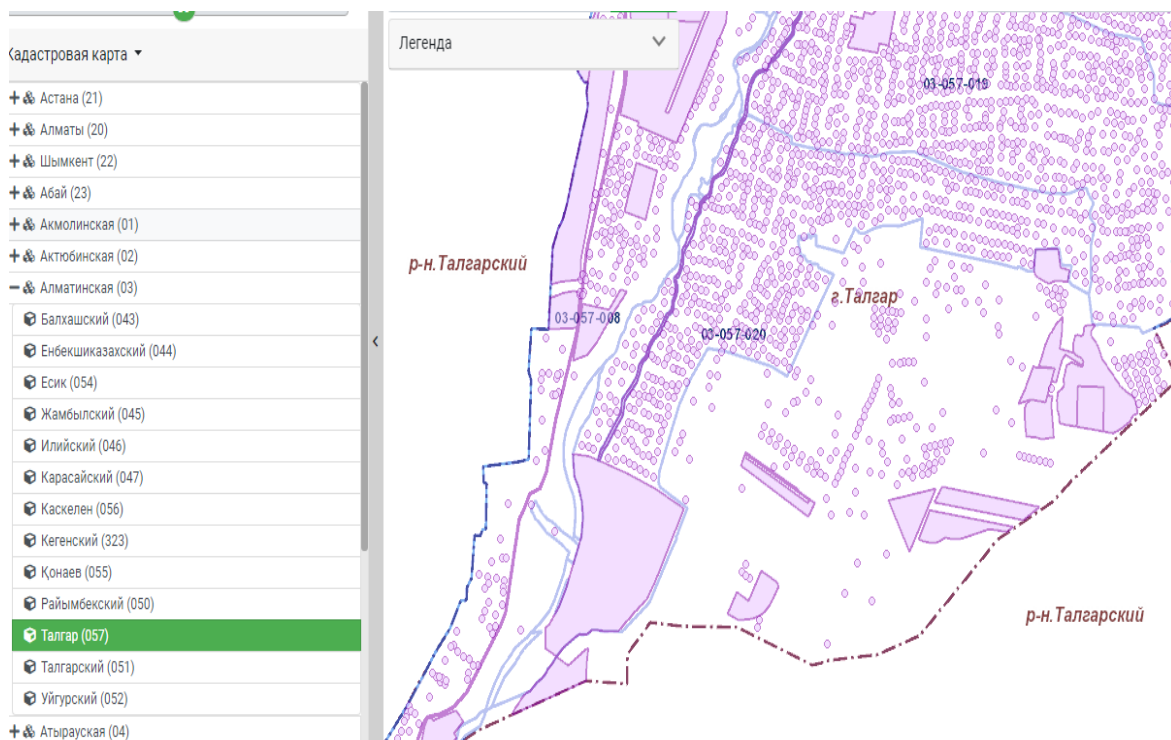 Кадастровая карта
Астана (21)
Алматы (20)
Шымкент (22)
Абай (23)
Акмолинская (01)
Актюбинская (02)
Алматинская (03)
Балхашский (043)
Енбекшиказахский (044)
Есик (054)
Жамбылский (045)
Илийский (046)
Карасайский (047)
Каскелен (056)
Кегенский (323)
Қонаев (055)
Райымбекский (050)
Талгар (057)
Талгарский (051)
Уйгурский (052)
Атырауская (04)
Легенда
03-057-019
р-н.Талгарский
г.Талгар
03-057-008
03-057-020
р-н.Талгарский